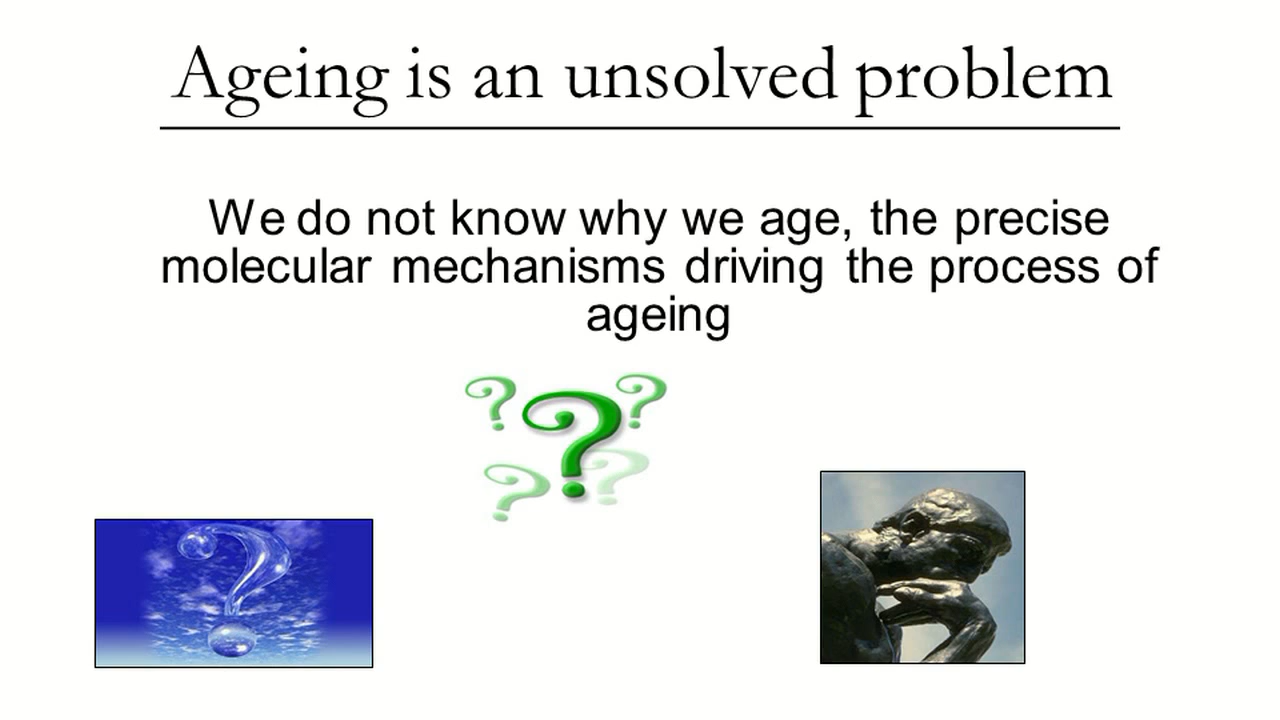 Ageing is an unsolved problem
We do not know why we age, the precise
molecular mechanisms driving the process of
ageing